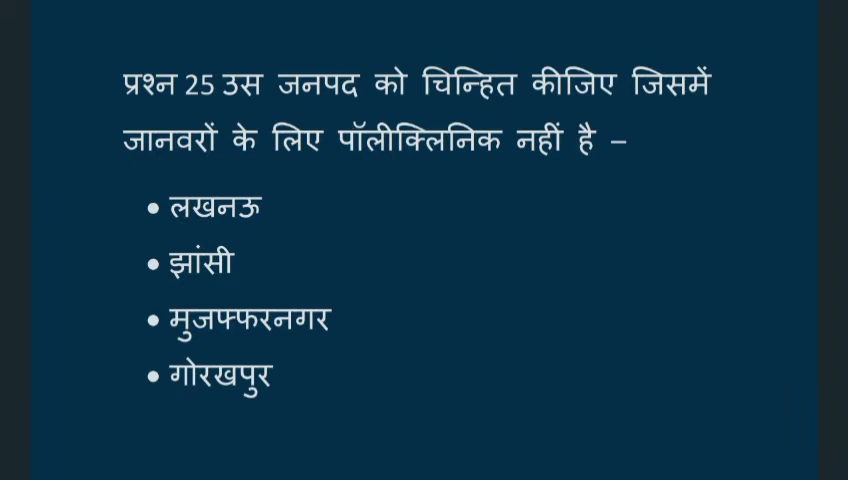 प्रश्न 25 उस जनपद को चिन्हित कीजिए जिसमें
जानवरों के लिए पॉलीक्लिनिक नहीं है –
• लखनऊ
• झांसी
• मुजफ्फरनगर
• गोरखपुर